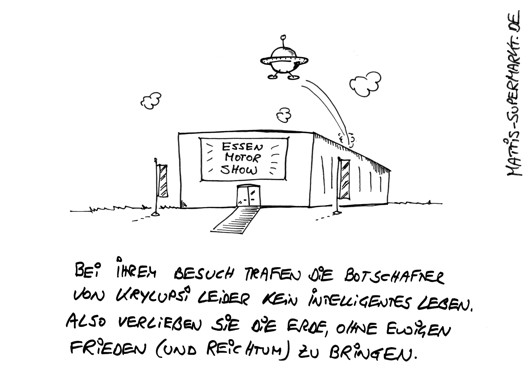 MATTIS-SUPERMARKT.DE
ESSEN
MOTOR
SHOW
BEI IHREM BESUCH TRAFEN DIE BOTSCHAFTER
VON KRYLUPSI LEIDER KEIN INTELLIGENTES LEBEN.
ALSO VERLIEßEN SIE DIE ERDE, OHNE EWIGEN
FRIEDEN (UND REICHTUM) ZU BRINGEN.